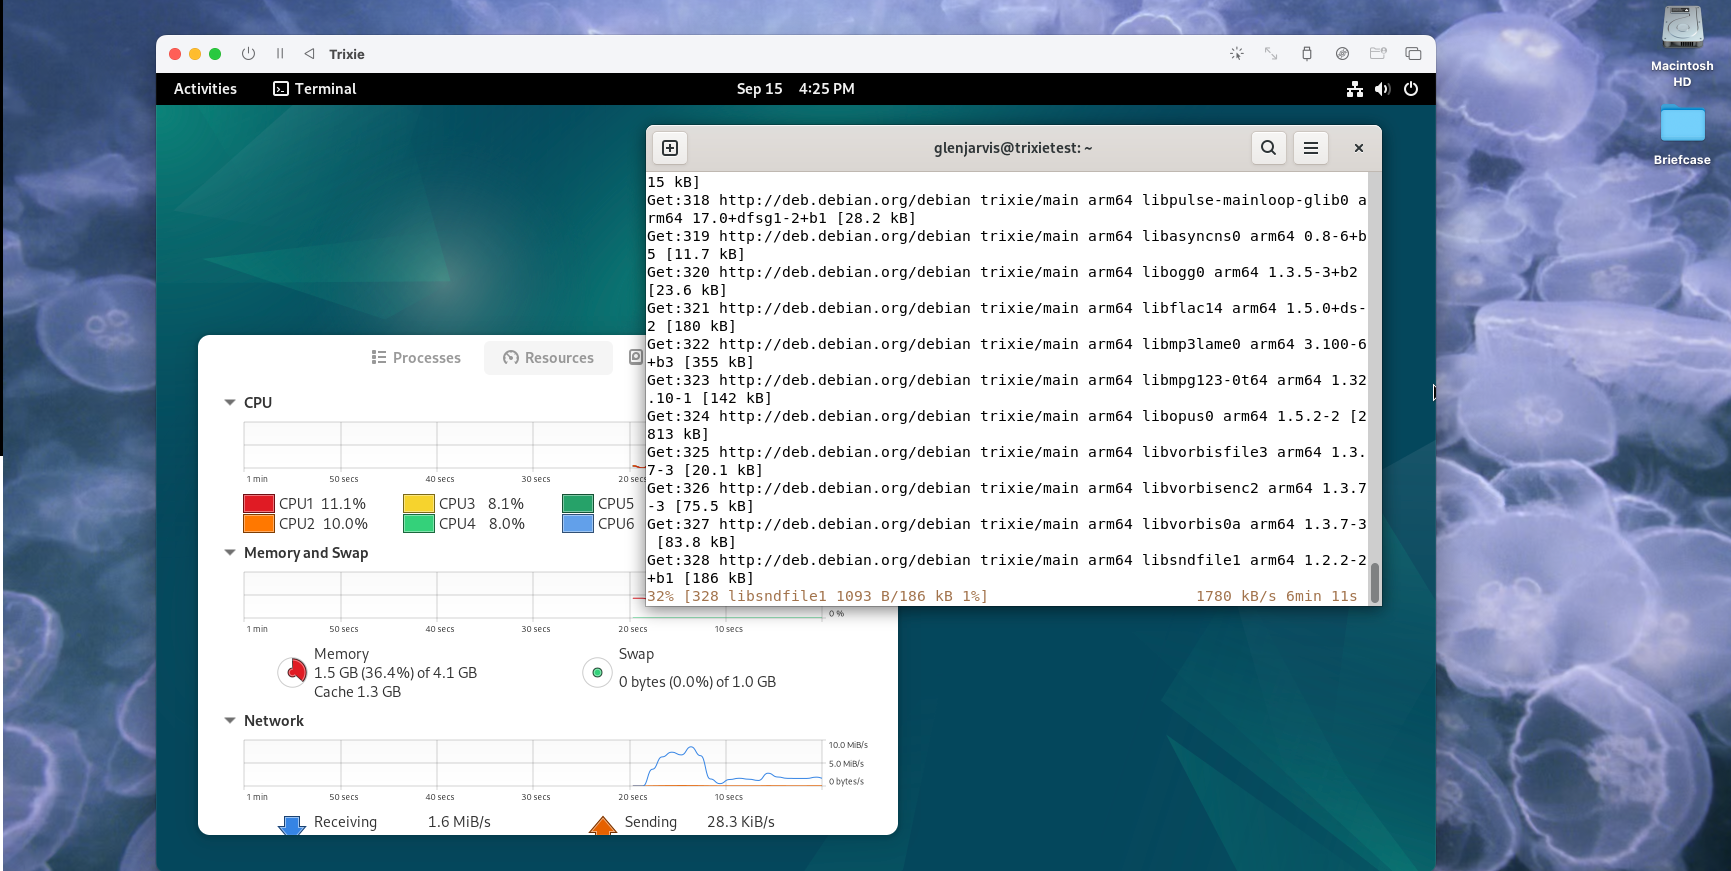 Trixie
Macintosh
HD
Briefcase
Activities
Terminal
Sep 15 4:25 PM
glenjarvis@trixietest: ~
15 kB]
Get:318 http://deb.debian.org/debian trixie/main arm64 libpulse-mainloop-glib0 a
rm64 17.0+dfsg1-2+b1 [28.2 kB]
Get:319 http://deb.debian.org/debian trixie/main arm64 libasyncns0 arm64 0.8-6+b
5 [11.7 kB]
Get:320 http://deb.debian.org/debian trixie/main arm64 libogg0 arm64 1.3.5-3+b2
[23.6 kB]
Get:321 http://deb.debian.org/debian trixie/main arm64 libflac14 arm64 1.5.0+ds-
2 [180 kB]
Get:322 http://deb.debian.org/debian trixie/main arm64 libmp3lame0 arm64 3.100-6
+b3 [355 kB]
Get:323 http://deb.debian.org/debian trixie/main arm64 libmpg123-0t64 arm64 1.32
.10-1 [142 kB]
Get:324 http://deb.debian.org/debian trixie/main arm64 libopus0 arm64 1.5.2-2 [2
813 kB]
Get:325 http://deb.debian.org/debian trixie/main arm64 libvorbisfile3 arm64 1.3.
7-3 [20.1 kB]
Get:326 http://deb.debian.org/debian trixie/main arm64 libvorbisenc2 arm64 1.3.7
-3 [75.5 kB]
Get:327 http://deb.debian.org/debian trixie/main arm64 libvorbis0a arm64 1.3.7-3
[83.8 kB]
Get:328 http://deb.debian.org/debian trixie/main arm64 libsndfile1 arm64 1.2.2-2
+b1 [186 kB]
32% [328 libsndfile1 1093 B/186 kB 1%] 1780 kB/s 6min 11s
Processes
Resources
CPU
1 min 50 secs 40 secs 30 secs 20 secs
CPU1 11.1% CPU3 8.1% CPU5
CPU2 10.0% CPU4 8.0% CPU6
Memory and Swap
0 %
1 min 50 secs 40 secs 30 secs 20 secs 10 secs
Memory
1.5 GB (36.4%) of 4.1 GB
Cache 1.3 GB
Swap
0 bytes (0.0%) of 1.0 GB
Network
10.0 MiB/s
5.0 MiB/s
0 bytes/s
1 min 50 secs 40 secs 30 secs 20 secs 10 secs
Receiving 1.6 MiB/s
Sending 28.3 KiB/s